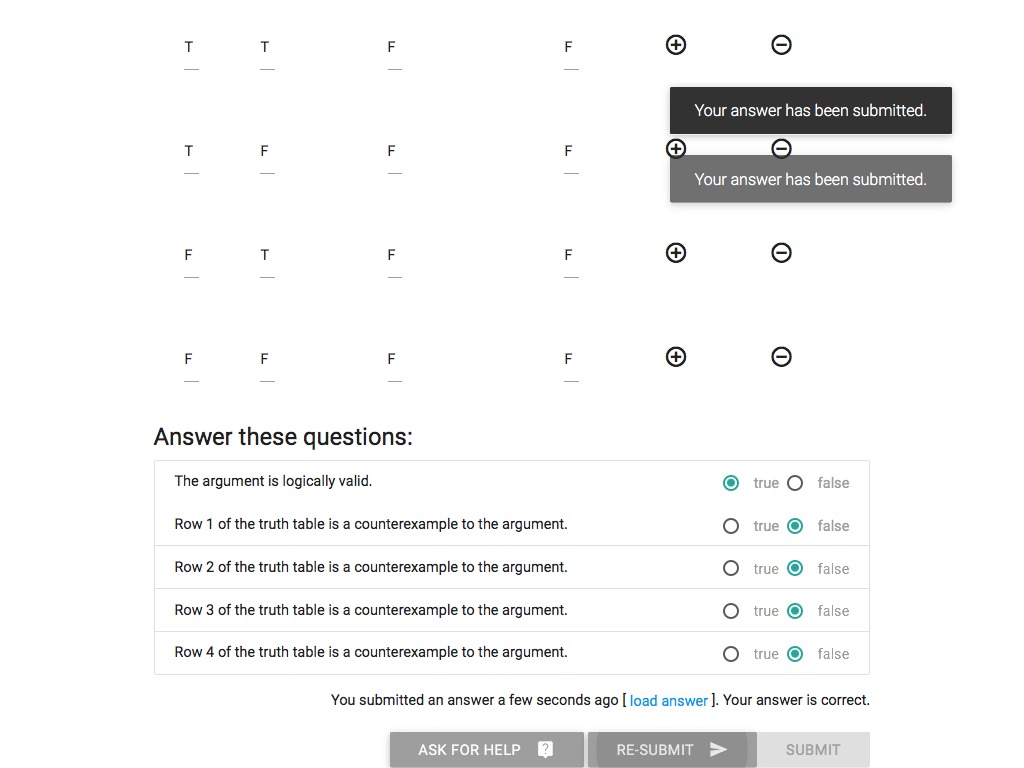 T T F F
Your answer has been submitted.
T F F F
Your answer has been submitted.
F T F F
F F F F
Answer these questions:
The argument is logically valid. true false
Row 1 of the truth table is a counterexample to the argument. true false
Row 2 of the truth table is a counterexample to the argument. true false
Row 3 of the truth table is a counterexample to the argument. true false
Row 4 of the truth table is a counterexample to the argument. true false
You submitted an answer a few seconds ago [ load answer ]. Your answer is correct.
ASK FOR HELP ? RE-SUBMIT SUBMIT